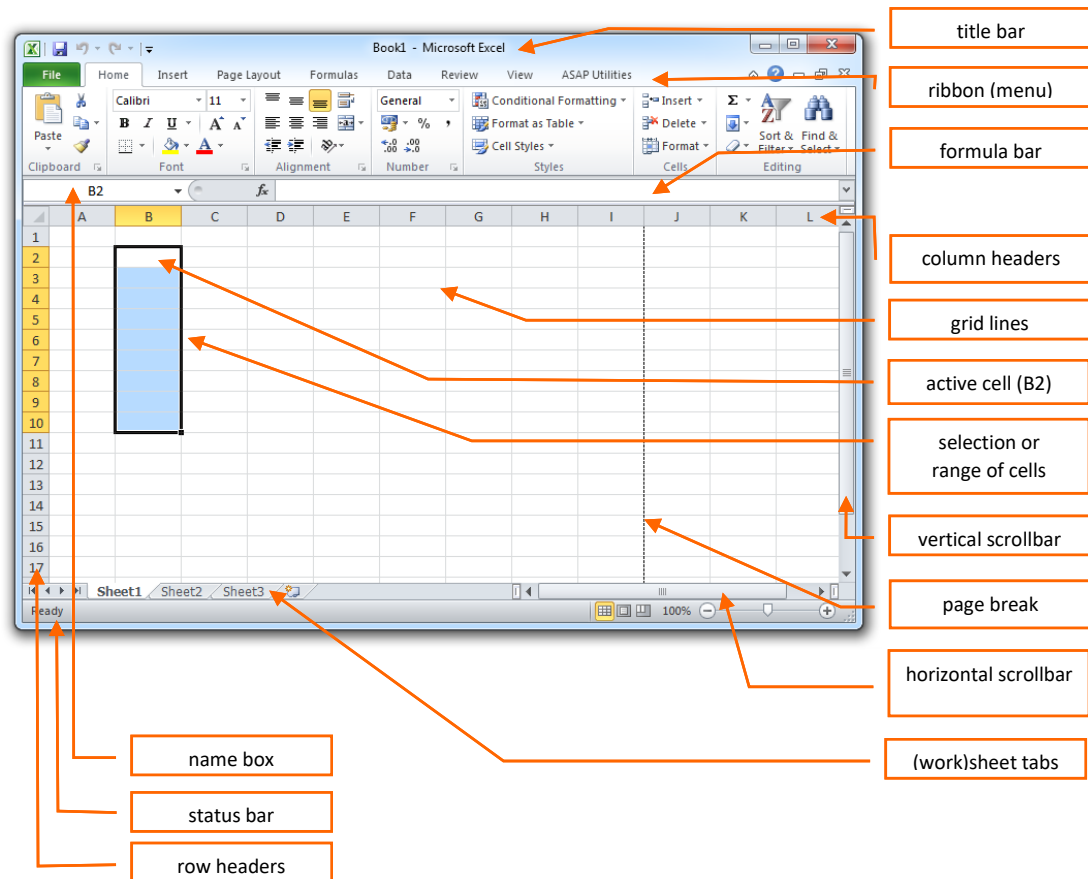 title bar
Book1 - Microsoft Excel
File Home Insert Page Layout Formulas Data Review View ASAP Utilities
ribbon (menu)
Calibri 11 General Conditional Formatting Insert Σ
B I U A A % , Format as Table Delete
Paste A .00 .00 Cell Styles Format Sort & Find &
Filter Select
Clipboard Font Alignment Number Styles Cells Editing
formula bar
B2 fx
A B C D E F G H I J K L
column headers
1
2
3
4
5
6
7
8
9
10
11
12
13
14
15
16
17
grid lines
active cell (B2)
selection or
range of cells
vertical scrollbar
Sheet1 Sheet2 Sheet3
Ready 100%
page break
horizontal scrollbar
(work)sheet tabs
name box
status bar
row headers